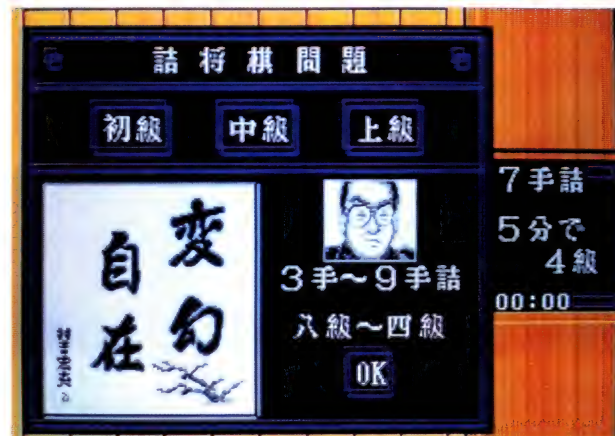 詰将棋問題
初級 中級 上級
変幻
自在
3手〜9手詰
八級〜四級
OK
7手詰
5分で
4級
00:00